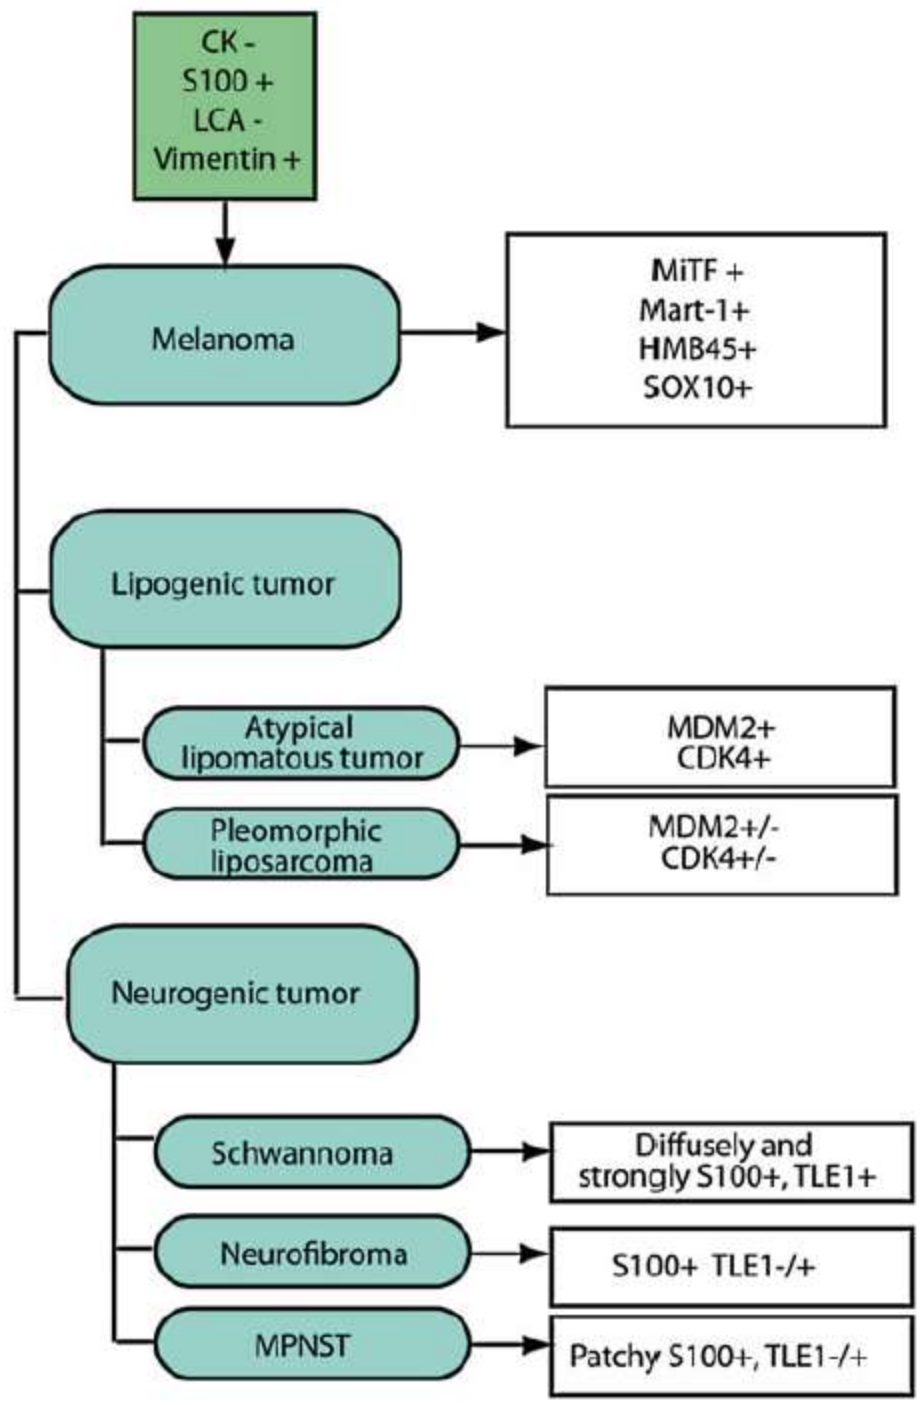 CK -
S100 +
LCA -
Vimentin +
Melanoma
MiTF +
Mart-1+
HMB45+
SOX10+
Lipogenic tumor
Atypical
lipomatous tumor
MDM2+
CDK4+
Pleomorphic
liposarcoma
MDM2+/-
CDK4+/-
Neurogenic tumor
Schwannoma
Diffusely and
strongly S100+, TLE1+
Neurofibroma
S100+ TLE1-/+
MPNST
Patchy S100+, TLE1-/+